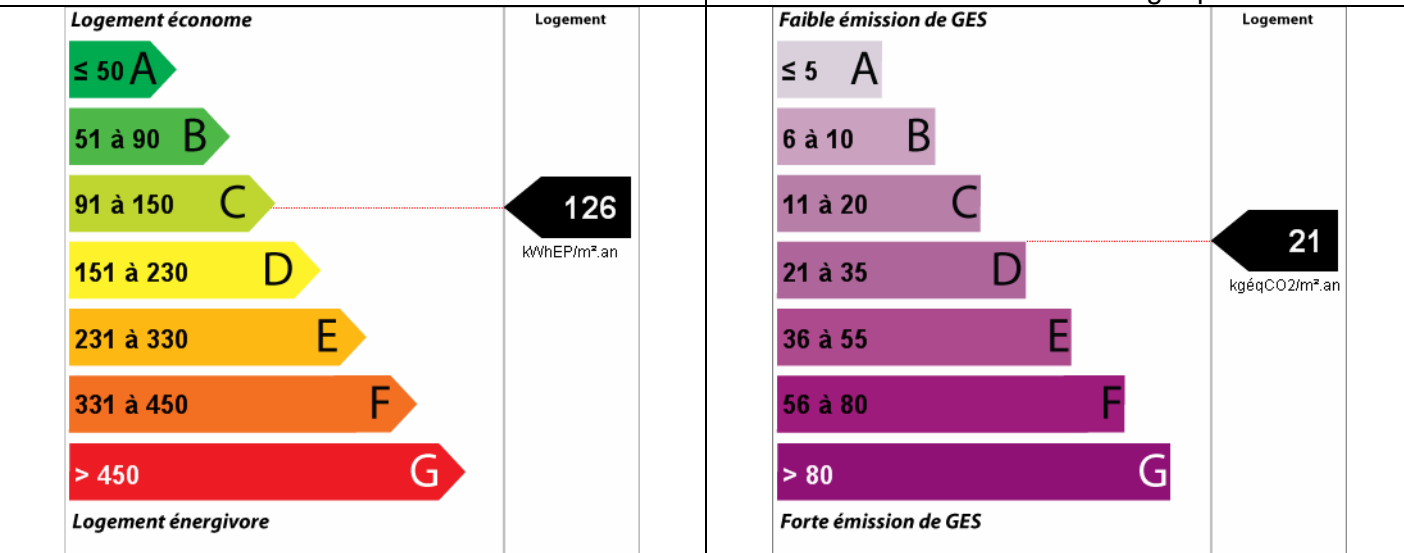 Logement économe
Logement
≤ 50 A
51 à 90 B
91 à 150 C
126
kWhEP/m².an
151 à 230 D
231 à 330 E
331 à 450 F
> 450 G
Logement énergivore
Faible émission de GES
Logement
≤ 5 A
6 à 10 B
11 à 20 C
21
kgéqCO2/m².an
21 à 35 D
36 à 55 E
56 à 80 F
> 80 G
Forte émission de GES